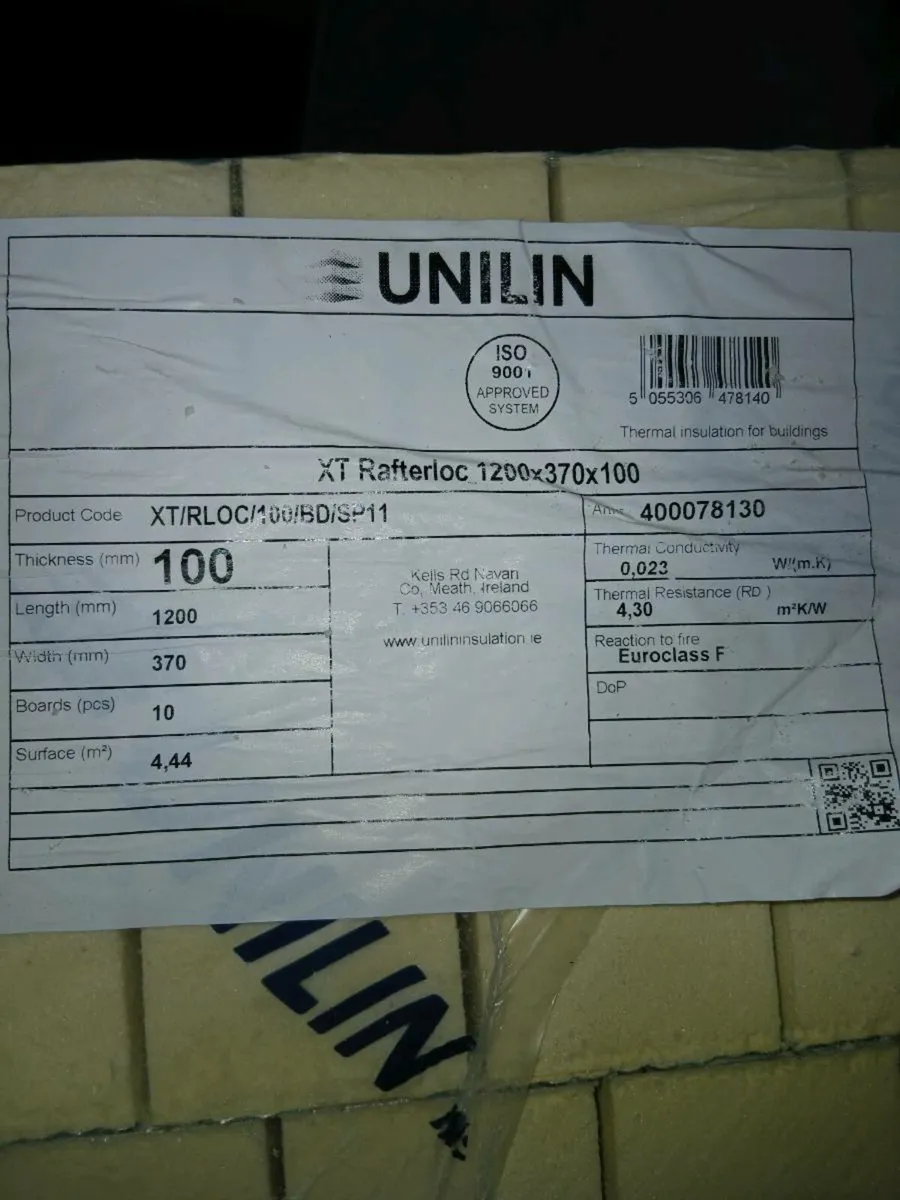 UNILIN
ISO
9001
APPROVED
SYSTEM
5 055306 478140
Thermal insulation for buildings
XT Rafterloc 1200x370x100
Product Code XT/RLOC/100/BD/SP11
400078130
Thickness (mm) 100
Length (mm) 1200
Width (mm) 370
Boards (pcs) 10
Surface (m²) 4,44
Kells Rd Navan
Co, Meath, Ireland
T. +353 46 9066066
www.unilininsulation.ie
Thermal Conductivity
0,023 W/(m.K)
Thermal Resistance (RD )
4,30 m²K/W
Reaction to fire
Euroclass F
DoP
ILIN